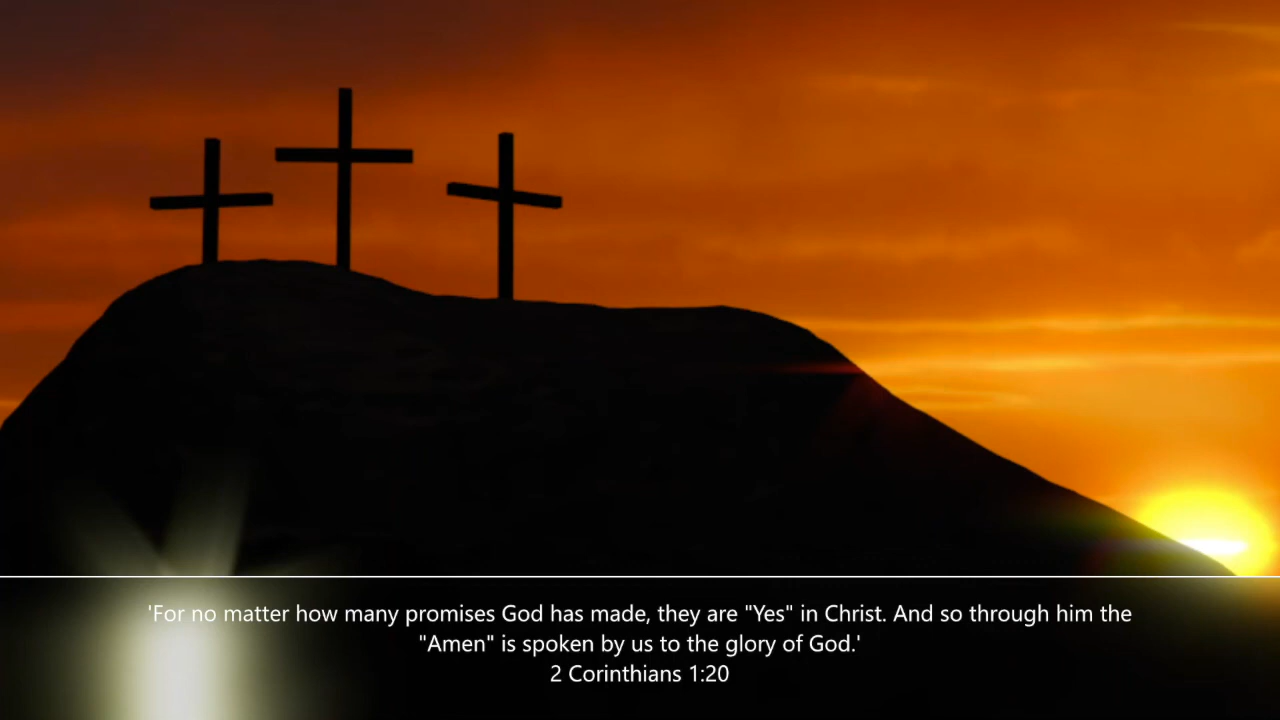 'For no matter how many promises God has made, they are "Yes" in Christ. And so through him the
"Amen" is spoken by us to the glory of God.'
2 Corinthians 1:20